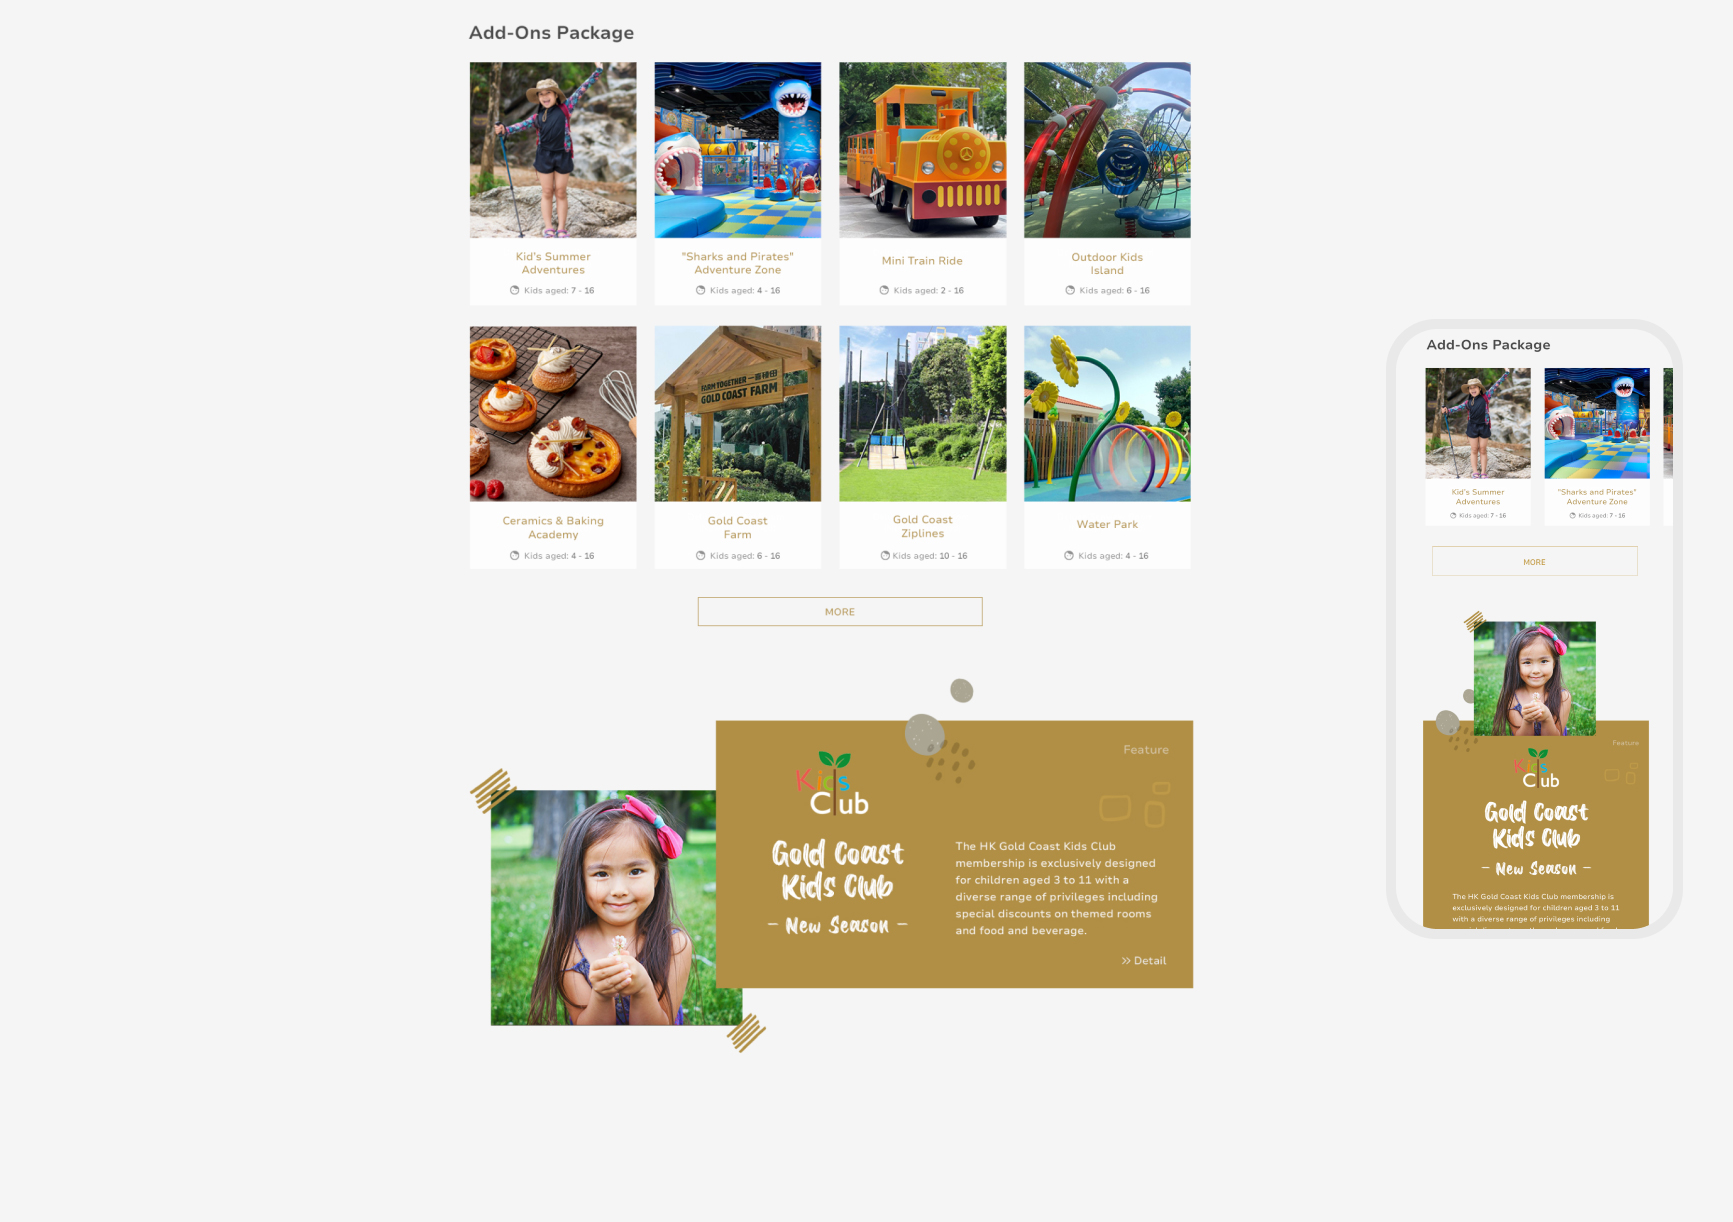 Add-Ons Package
Kid's Summer
Adventures
Kids aged: 7 - 16
"Sharks and Pirates"
Adventure Zone
Kids aged: 4 - 16
Mini Train Ride
Kids aged: 2 - 16
Outdoor Kids
Island
Kids aged: 6 - 16
FARM TOGETHER 一喜種田
GOLD COAST FARM
Ceramics & Baking
Academy
Kids aged: 4 - 16
Gold Coast
Farm
Kids aged: 6 - 16
Gold Coast
Ziplines
Kids aged: 10 - 16
Water Park
Kids aged: 4 - 16
MORE
Feature
Kids
Club
Gold Coast
Kids Club
- New Season -
The HK Gold Coast Kids Club
membership is exclusively designed
for children aged 3 to 11 with a
diverse range of privileges including
special discounts on themed rooms
and food and beverage.
>> Detail
Add-Ons Package
Kid's Summer
Adventures
Kids aged: 7 - 16
"Sharks and Pirates"
Adventure Zone
Kids aged: 7 - 16
MORE
Feature
Kids
Club
Gold Coast
Kids Club
- New Season -
The HK Gold Coast Kids Club membership is
exclusively designed for children aged 3 to 11
with a diverse range of privileges including